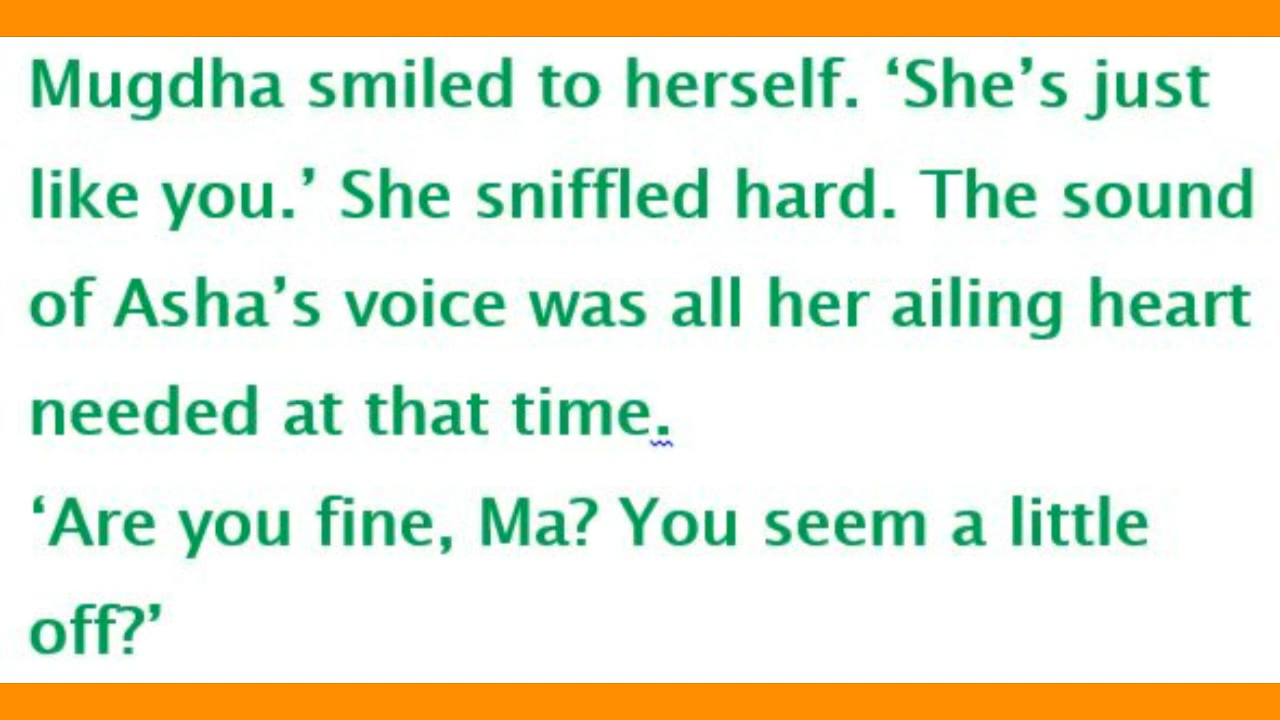 Mugdha smiled to herself. ‘She’s just
like you.’ She sniffled hard. The sound
of Asha’s voice was all her ailing heart
needed at that time.
‘Are you fine, Ma? You seem a little
off?’